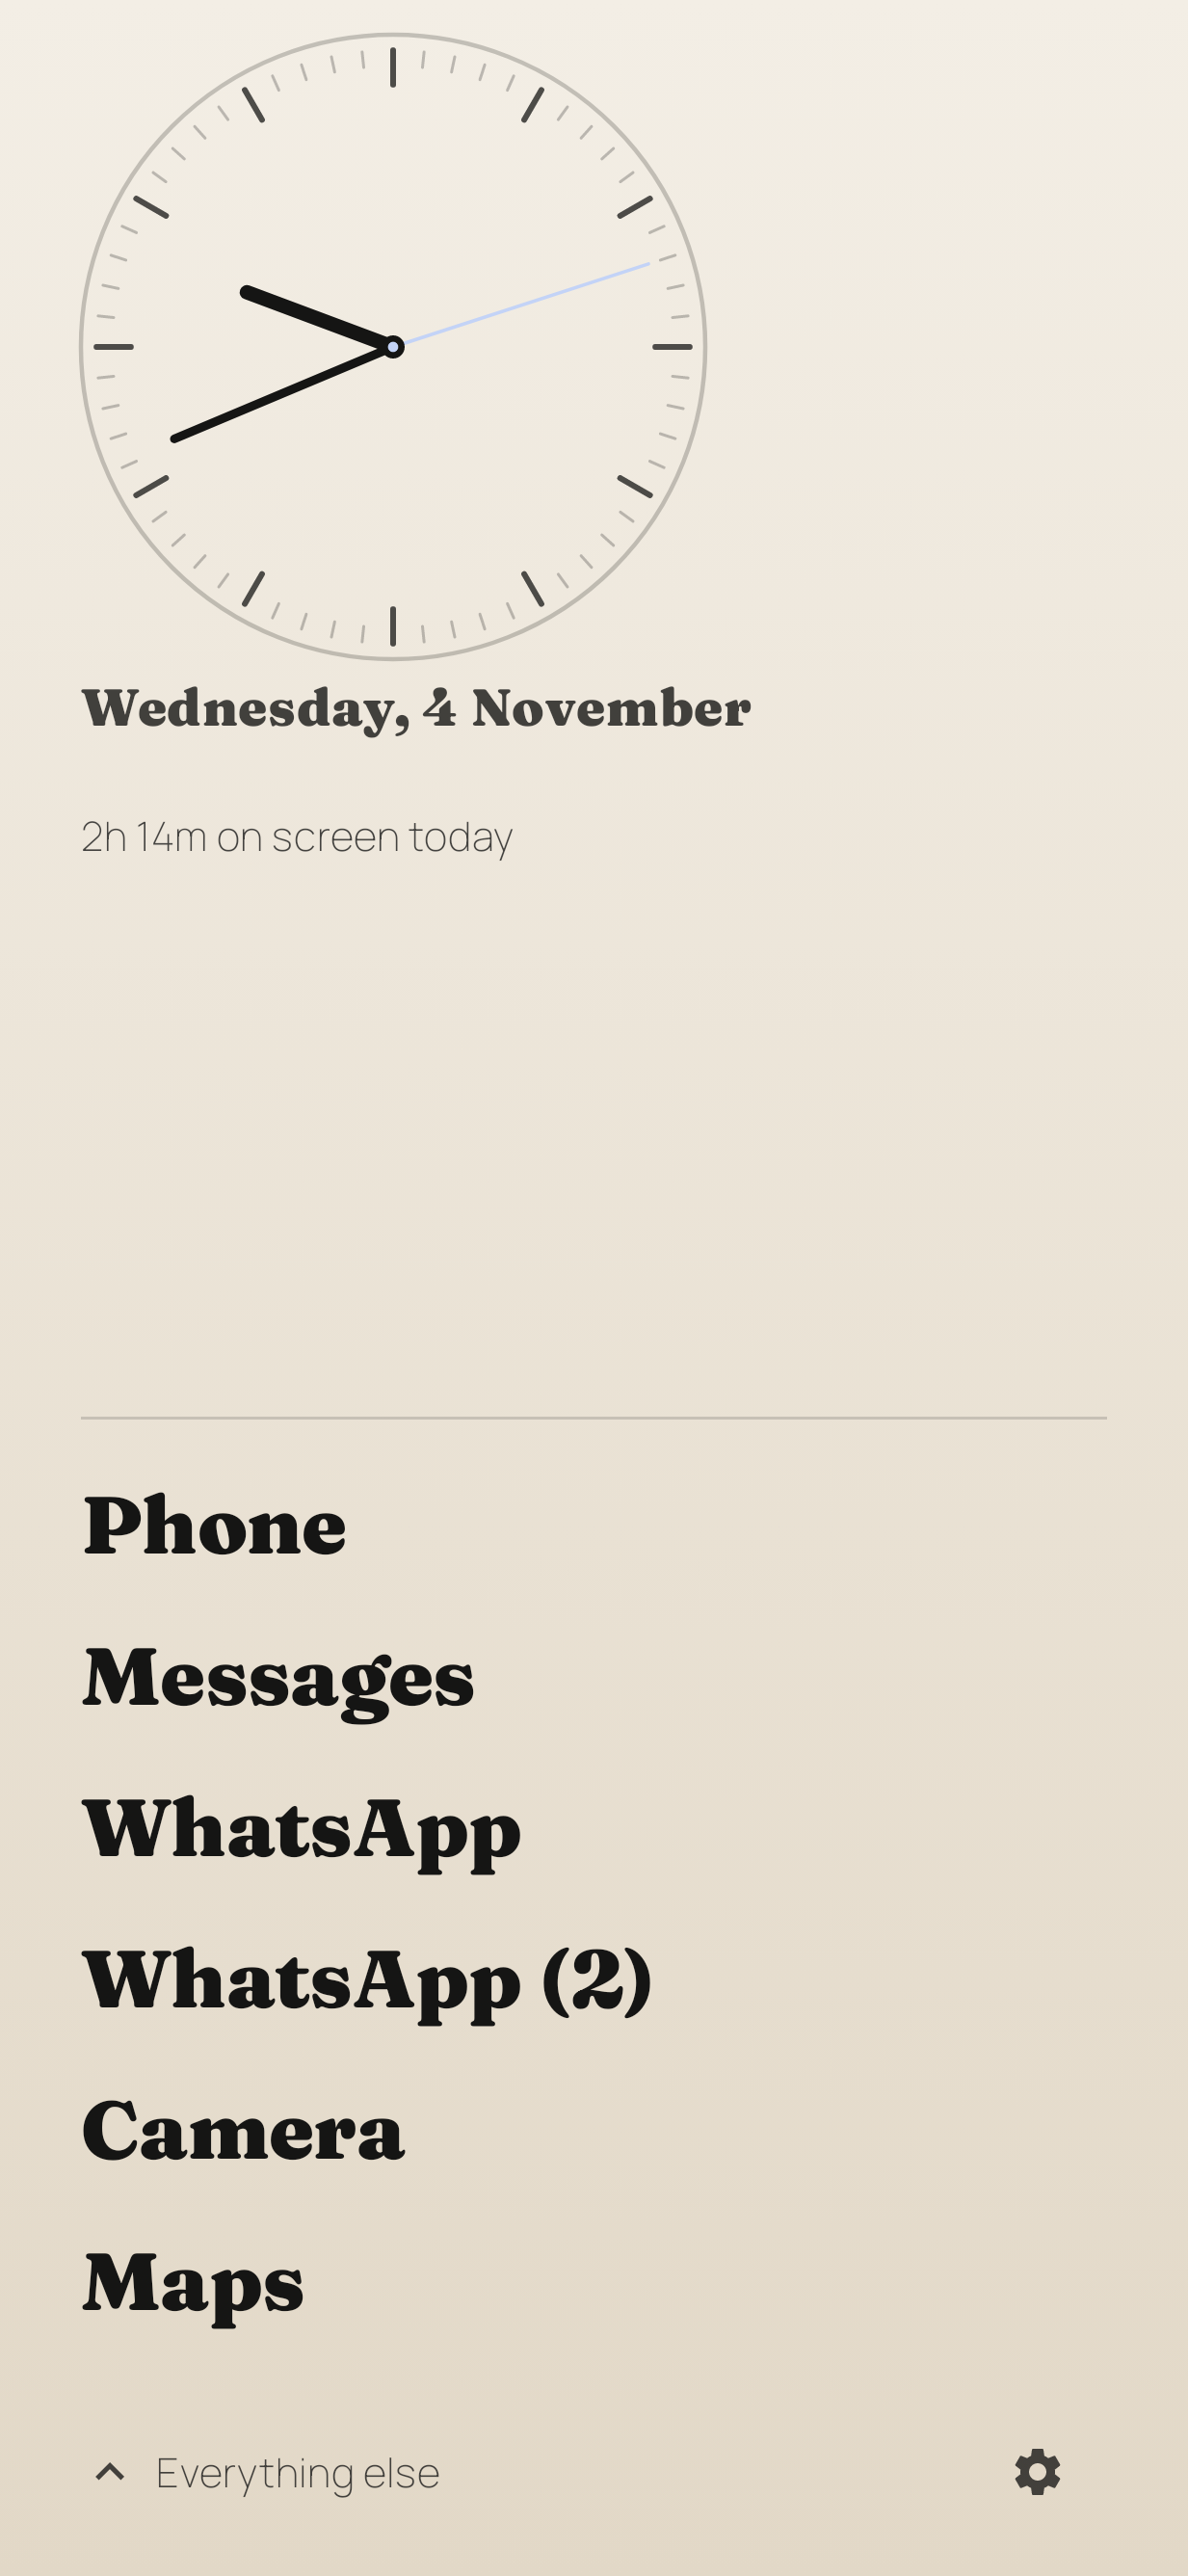 Wednesday, 4 November
2h 14m on screen today
Phone
Messages
WhatsApp
WhatsApp (2)
Camera
Maps
Everything else